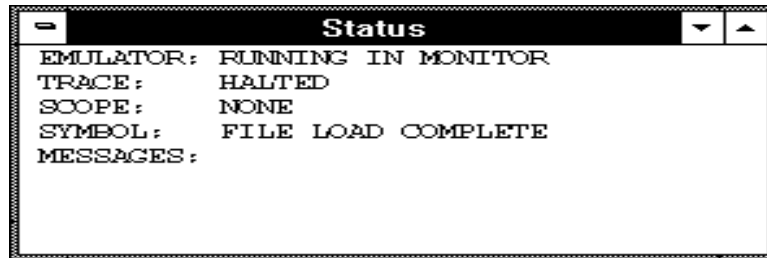 Status
EMULATOR: RUNNING IN MONITOR
TRACE: HALTED
SCOPE: NONE
SYMBOL: FILE LOAD COMPLETE
MESSAGES: